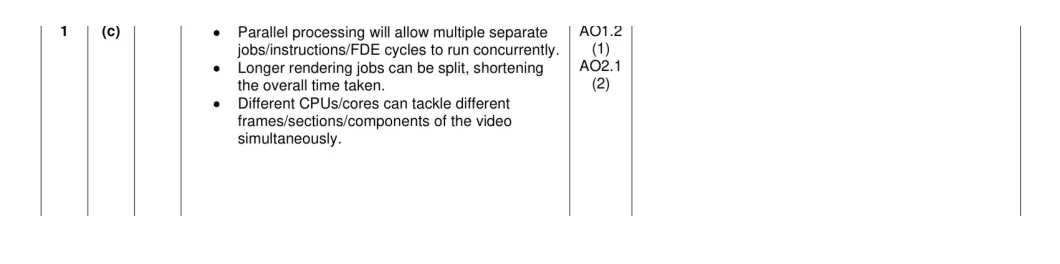 1 (c) • Parallel processing will allow multiple separate AO1.2
jobs/instructions/FDE cycles to run concurrently. (1)
• Longer rendering jobs can be split, shortening AO2.1
the overall time taken. (2)
• Different CPUs/cores can tackle different
frames/sections/components of the video
simultaneously.